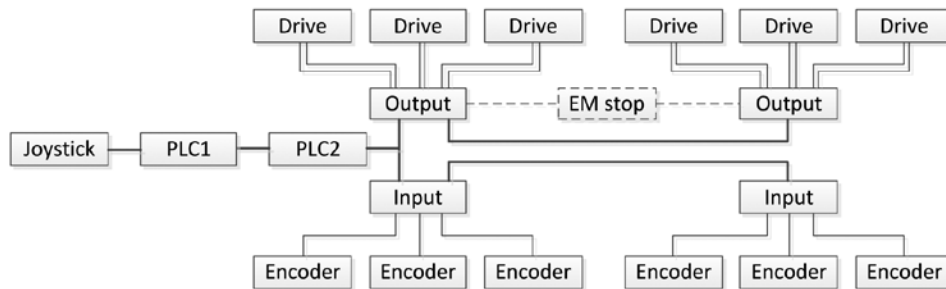 Drive Drive Drive Drive Drive Drive
Output EM stop Output
Joystick PLC1 PLC2
Input Input
Encoder Encoder Encoder Encoder Encoder Encoder